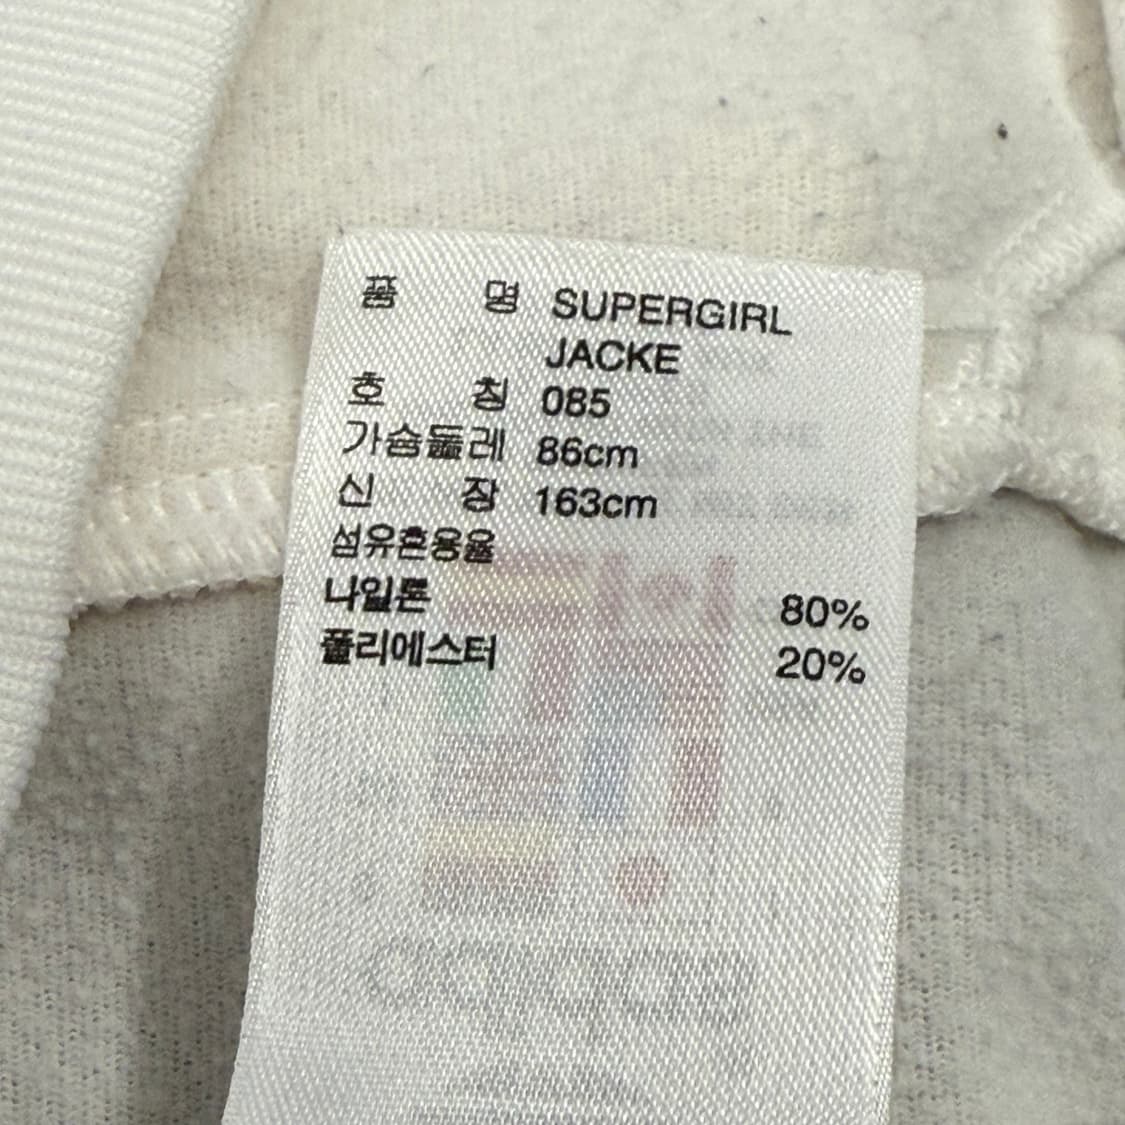 품 명 SUPERGIRL
JACKE
호 칭 085
가슴둘레 86cm
신 장 163cm
섬유혼용율
나일론 80%
폴리에스터 20%